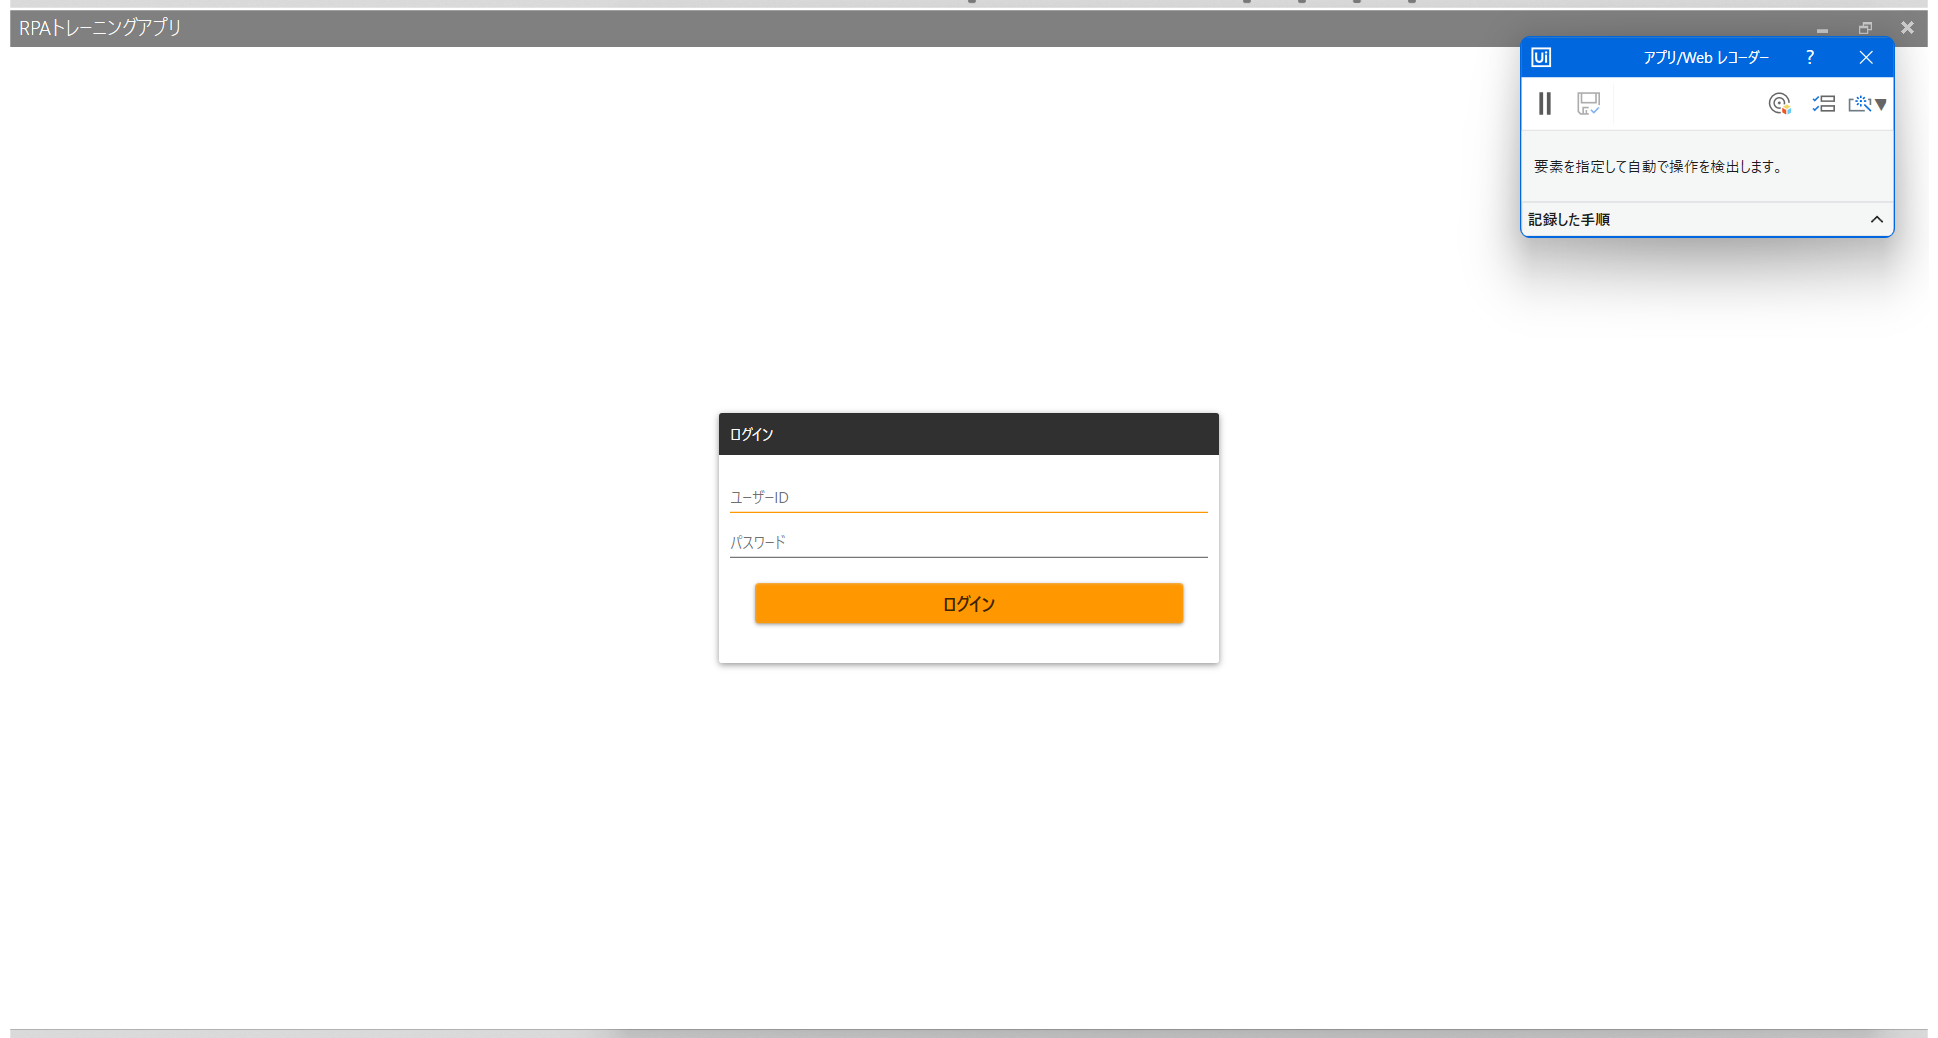 RPAトレーニングアプリ
Ui アプリ/Web レコーダー ?
要素を指定して自動で操作を検出します。
記録した手順
ログイン
ユーザーID
パスワード
ログイン